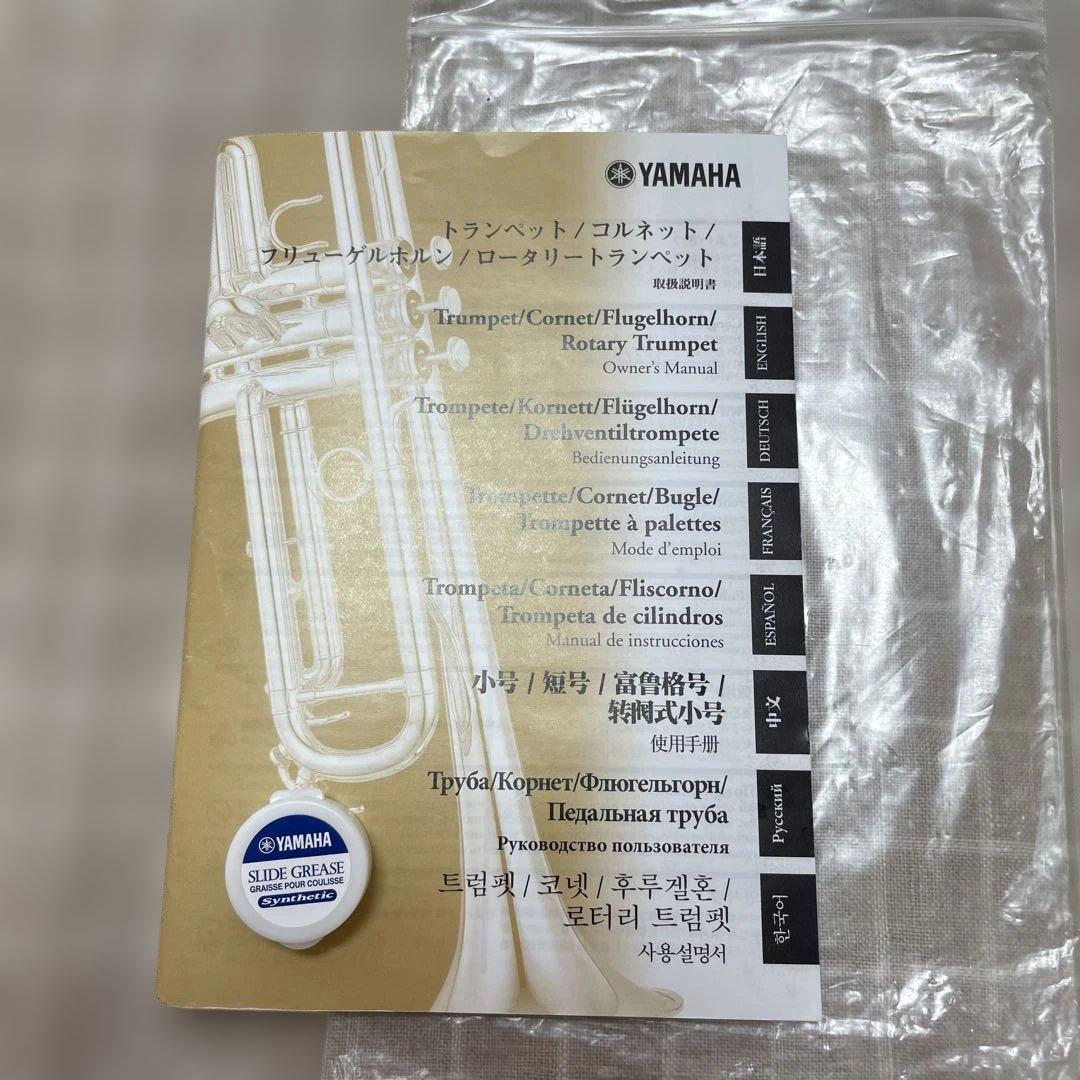 YAMAHA
トランペット / コルネット /
フリューゲルホルン / ロータリートランペット
取扱説明書
日本語
Trumpet/Cornet/Flugelhorn/
Rotary Trumpet
Owner's Manual
ENGLISH
Trompete/Kornett/Flügelhorn/
Drehventiltrompete
Bedienungsanleitung
DEUTSCH
Trompette/Cornet/Bugle/
Trompette à palettes
Mode d'emploi
FRANÇAIS
Trompeta/Corneta/Fliscorno/
Trompeta de cilindros
Manual de instrucciones
ESPAÑOL
小号 / 短号 / 富鲁格号 /
转阀式小号
使用手册
中文
Труба/Корнет/Флюгельгорн/
Педальная труба
Руководство пользователя
Русский
트럼펫 / 코넷 / 후루겔혼 /
로터리 트럼펫
사용설명서
한국어
YAMAHA
SLIDE GREASE
GRAISSE POUR COULISSE
Synthetic